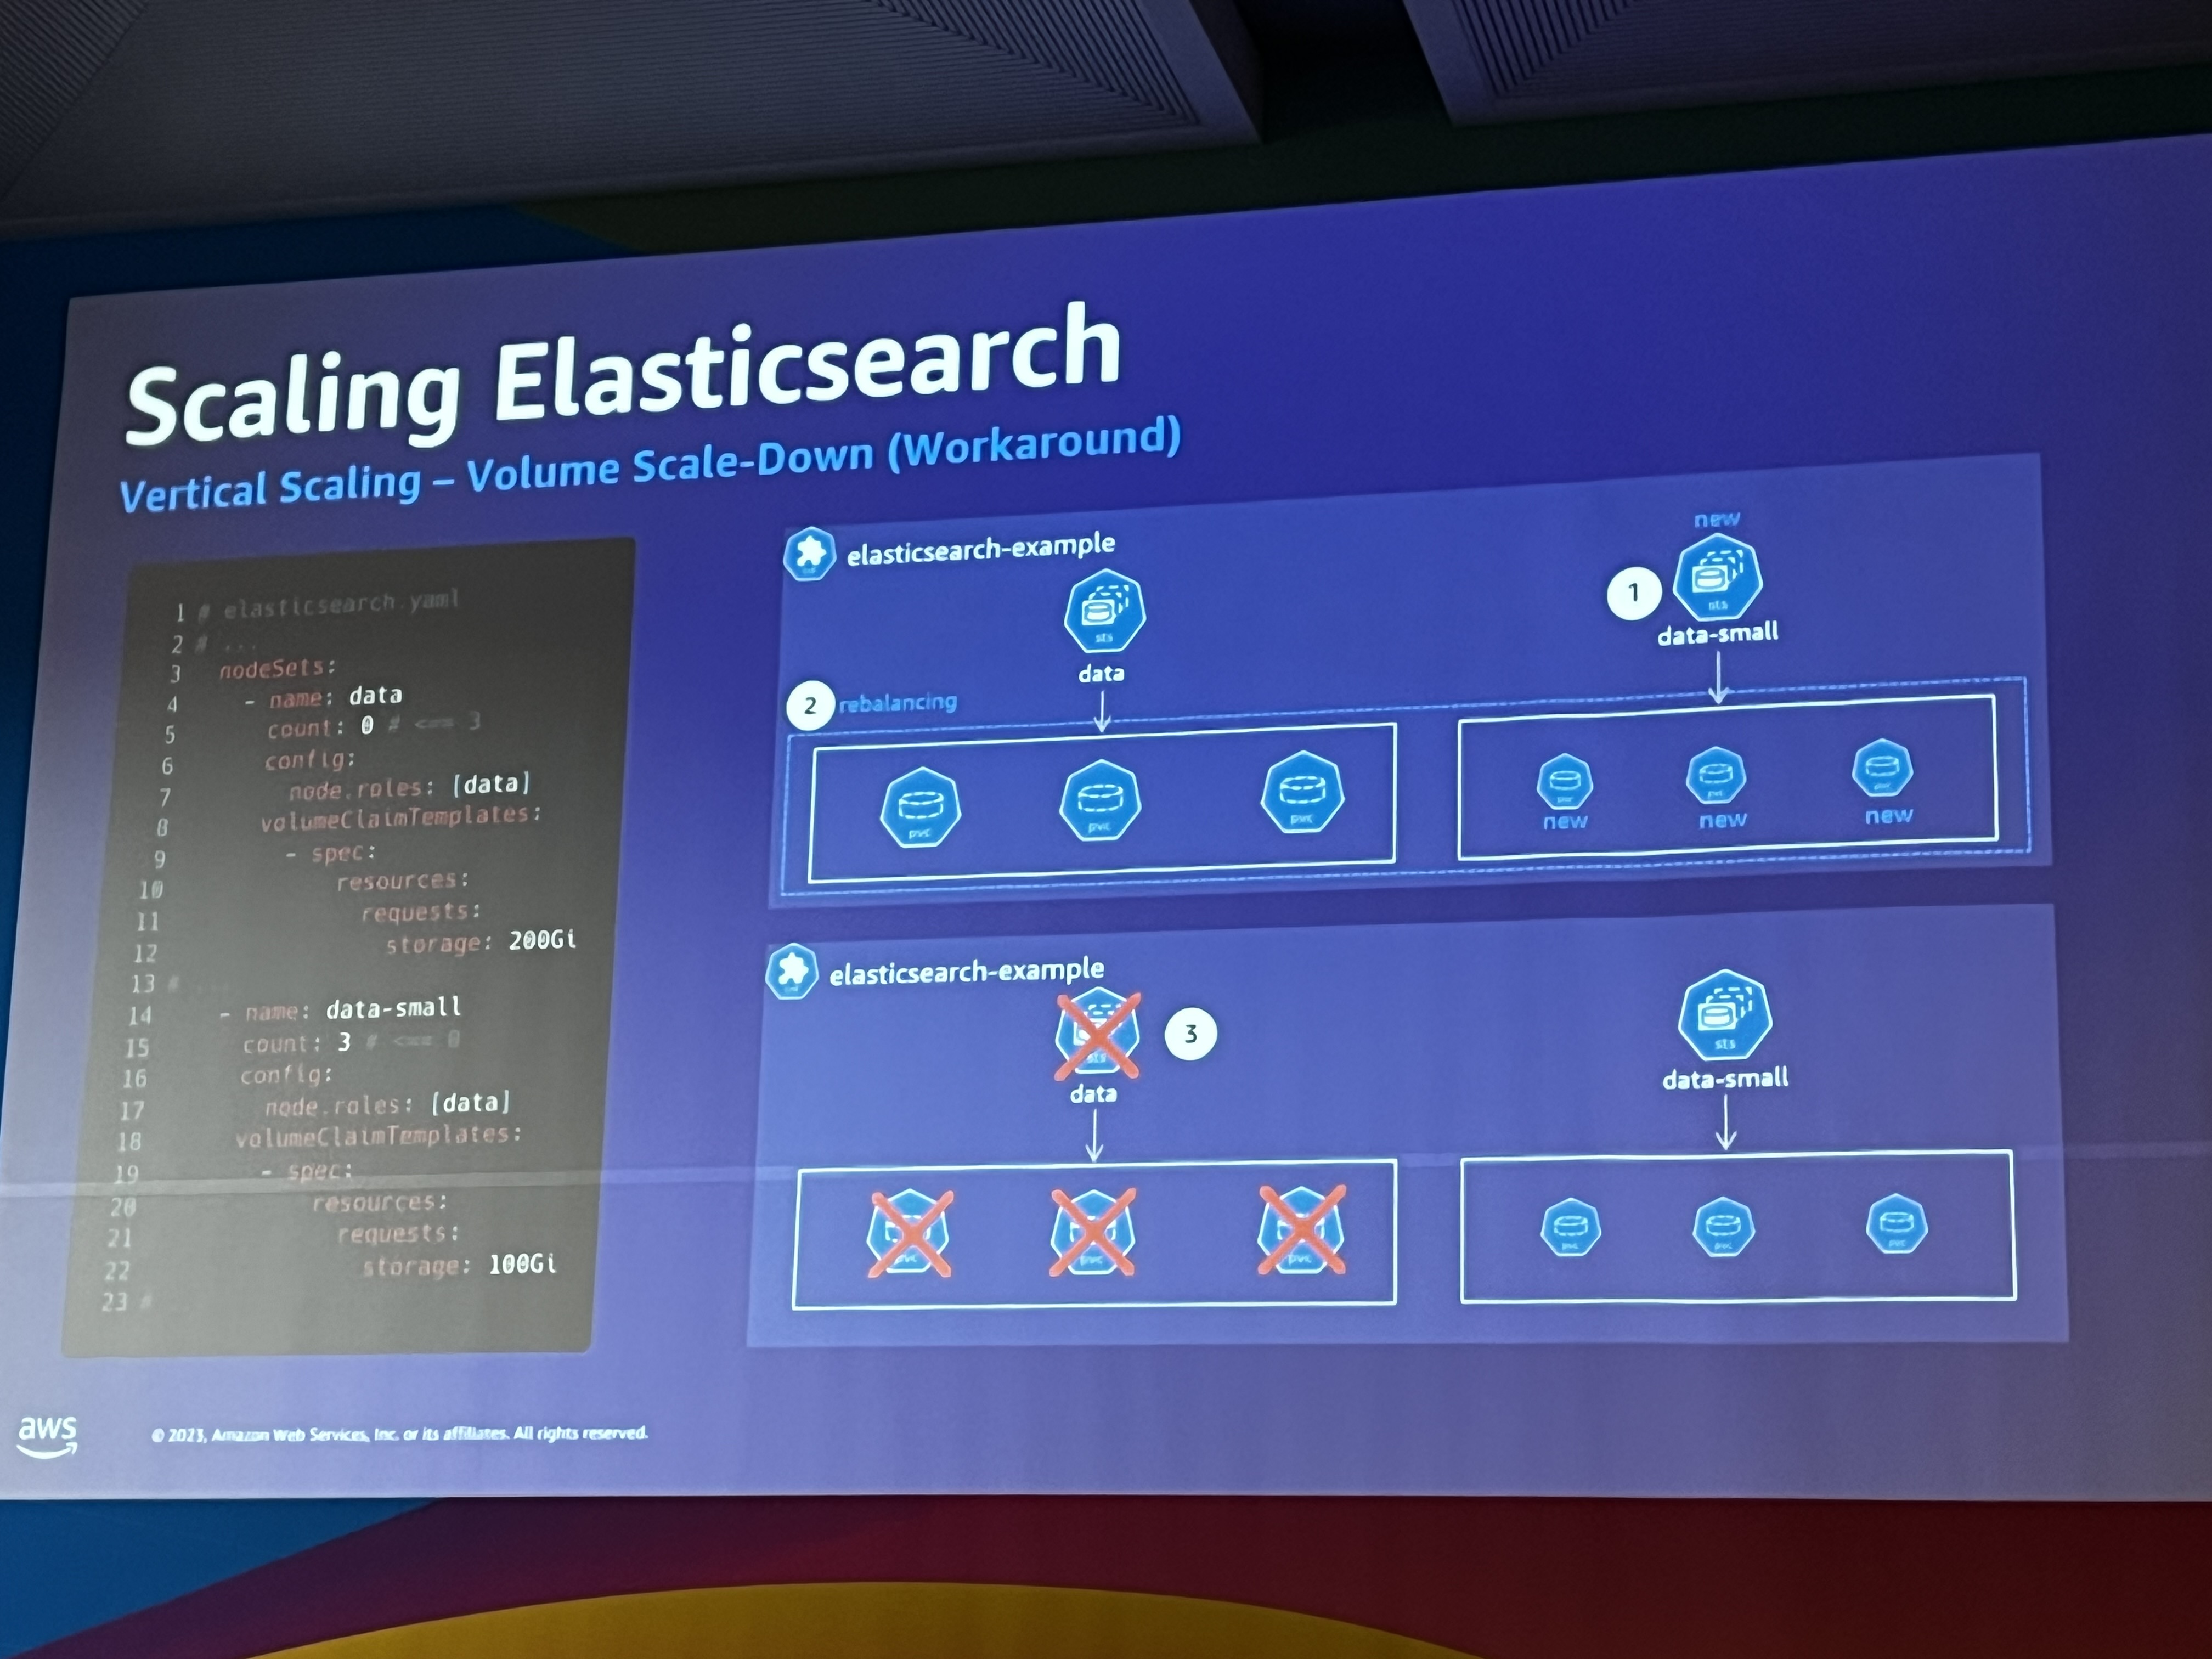 Scaling Elasticsearch
Vertical Scaling – Volume Scale-Down (Workaround)
1 # elasticsearch.yaml
2 # ...
3 nodeSets:
4 - name: data
5 count: 0 # <== 3
6 config:
7 node.roles: [data]
8 volumeClaimTemplates:
9 - spec:
10 resources:
11 requests:
12 storage: 200Gi
13 # ...
14 - name: data-small
15 count: 3 # <== 0
16 config:
17 node.roles: [data]
18 volumeClaimTemplates:
19 - spec:
20 resources:
21 requests:
22 storage: 100Gi
23 #
elasticsearch-example
sts
data
new
1
sts
data-small
2 rebalancing
pvc pvc pvc
pvc pvc pvc
new new new
elasticsearch-example
sts
data
3
sts
data-small
pvc pvc pvc
pvc pvc pvc
aws
© 2023, Amazon Web Services, Inc. or its affiliates. All rights reserved.